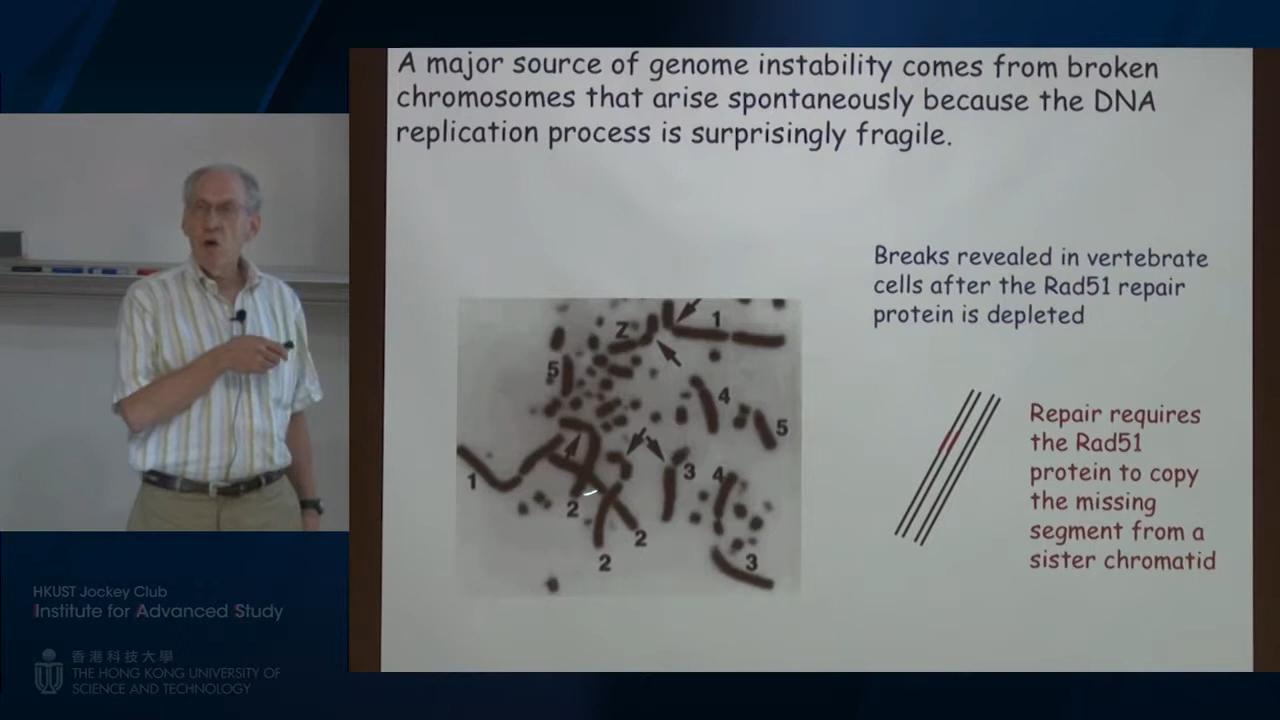 A major source of genome instability comes from broken
chromosomes that arise spontaneously because the DNA
replication process is surprisingly fragile.
Breaks revealed in vertebrate
cells after the Rad51 repair
protein is depleted
Z
1
5
4
5
1
3
4
2
2
2
3
Repair requires
the Rad51
protein to copy
the missing
segment from a
sister chromatid
HKUST Jockey Club
Institute for Advanced Study
香港科技大學
THE HONG KONG UNIVERSITY OF
SCIENCE AND TECHNOLOGY